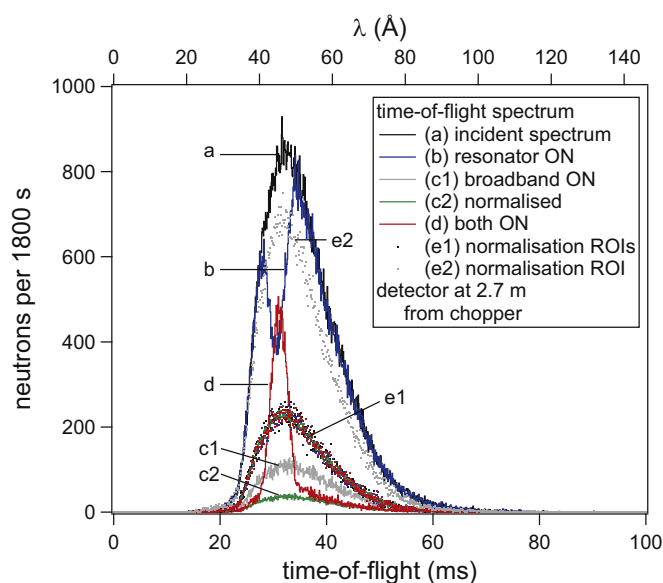 λ (Å)
0 20 40 60 80 100 120 140
1000
800
600
400
200
0
neutrons per 1800 s
a
b
d
c1
c2
e2
e1
time-of-flight spectrum
(a) incident spectrum
(b) resonator ON
(c1) broadband ON
(c2) normalised
(d) both ON
(e1) normalisation ROIs
(e2) normalisation ROI
detector at 2.7 m
from chopper
0 20 40 60 80 100
time-of-flight (ms)